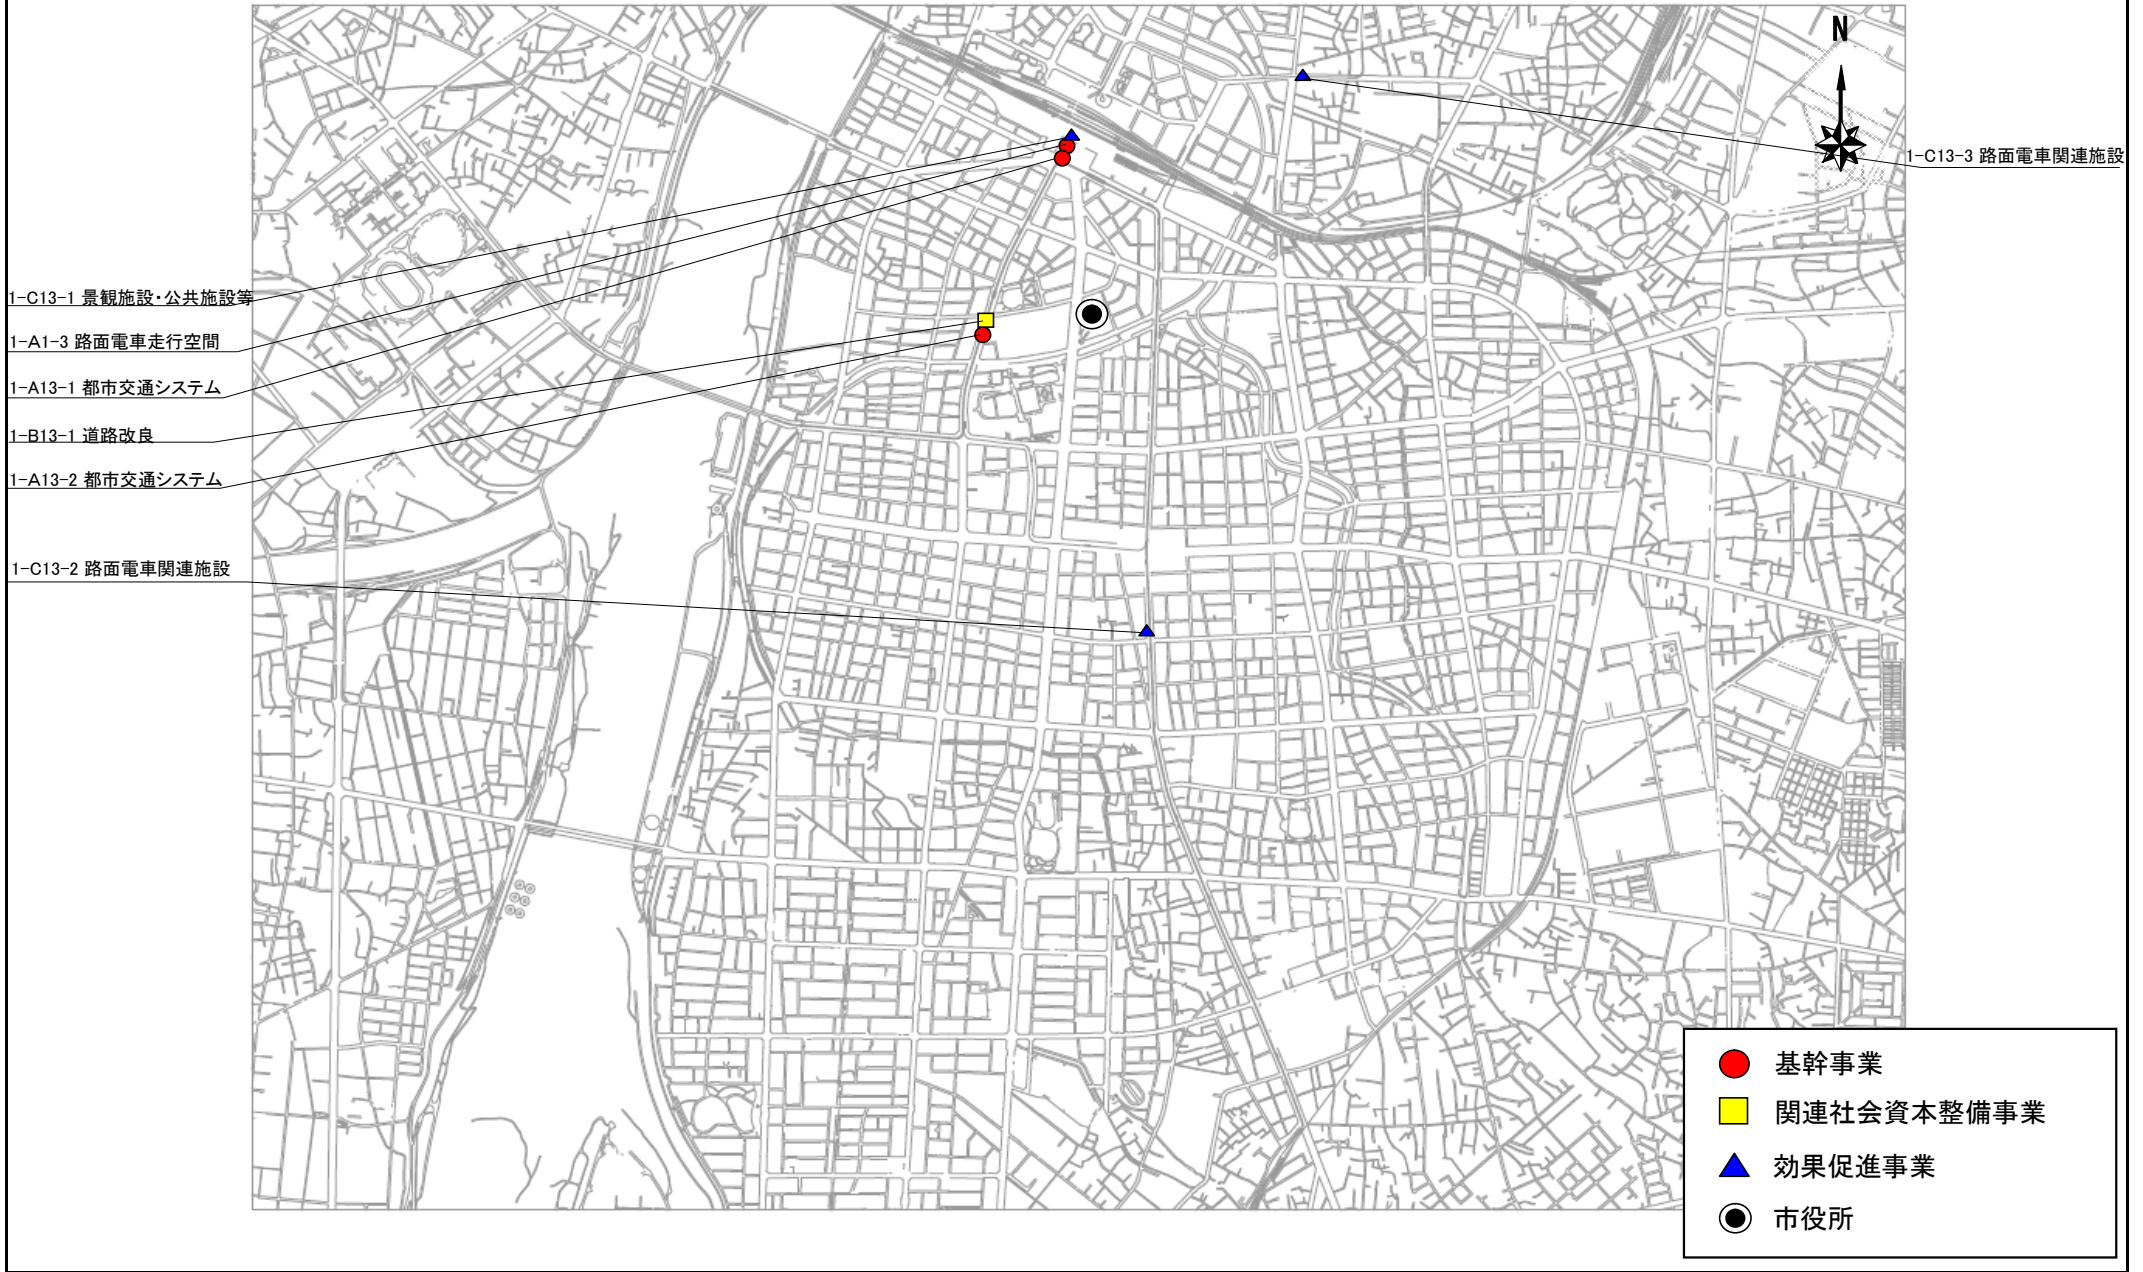 N
1-C13-3 路面電車関連施設
1-C13-1 景観施設・公共施設等
1-A1-3 路面電車走行空間
1-A13-1 都市交通システム
1-B13-1 道路改良
1-A13-2 都市交通システム
1-C13-2 路面電車関連施設
基幹事業
関連社会資本整備事業
効果促進事業
市役所